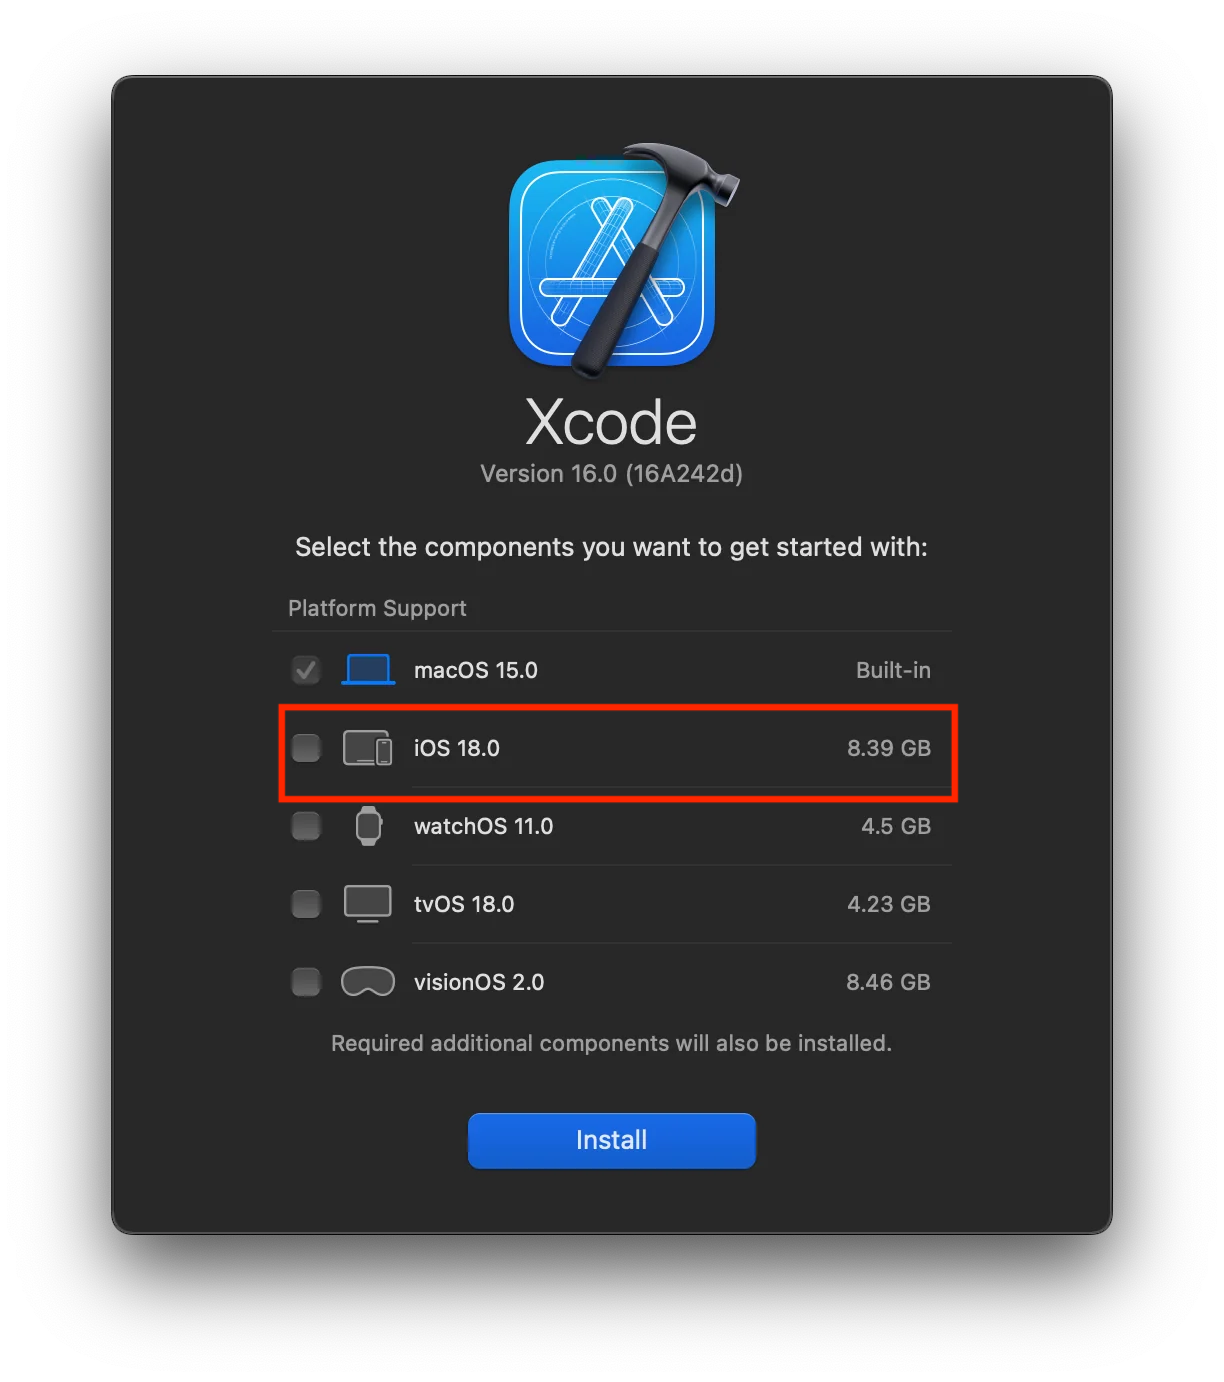 Xcode
Version 16.0 (16A242d)
Select the components you want to get started with:
Platform Support
macOS 15.0 Built-in
iOS 18.0 8.39 GB
watchOS 11.0 4.5 GB
tvOS 18.0 4.23 GB
visionOS 2.0 8.46 GB
Required additional components will also be installed.
Install